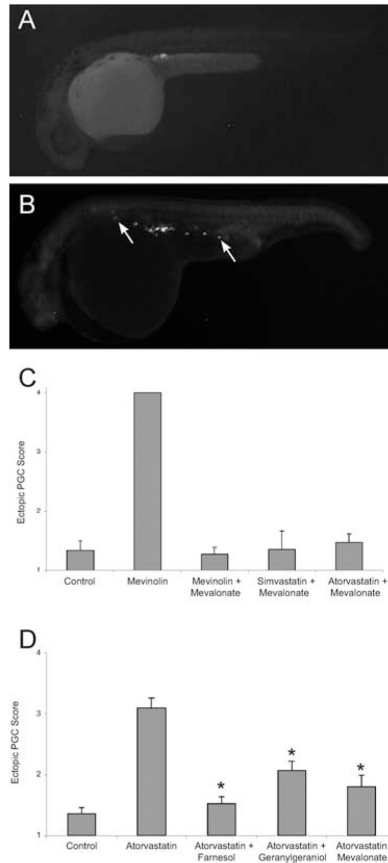 A
B
C
4
3
2
1
Ectopic PGC Score
Control
Mevinolin
Mevinolin +
Mevalonate
Simvastatin +
Mevalonate
Atorvastatin +
Mevalonate
D
4
3
2
1
Ectopic PGC Score
*
*
*
Control
Atorvastatin
Atorvastatin +
Farnesol
Atorvastatin +
Geranylgeraniol
Atorvastatin
Mevalonate